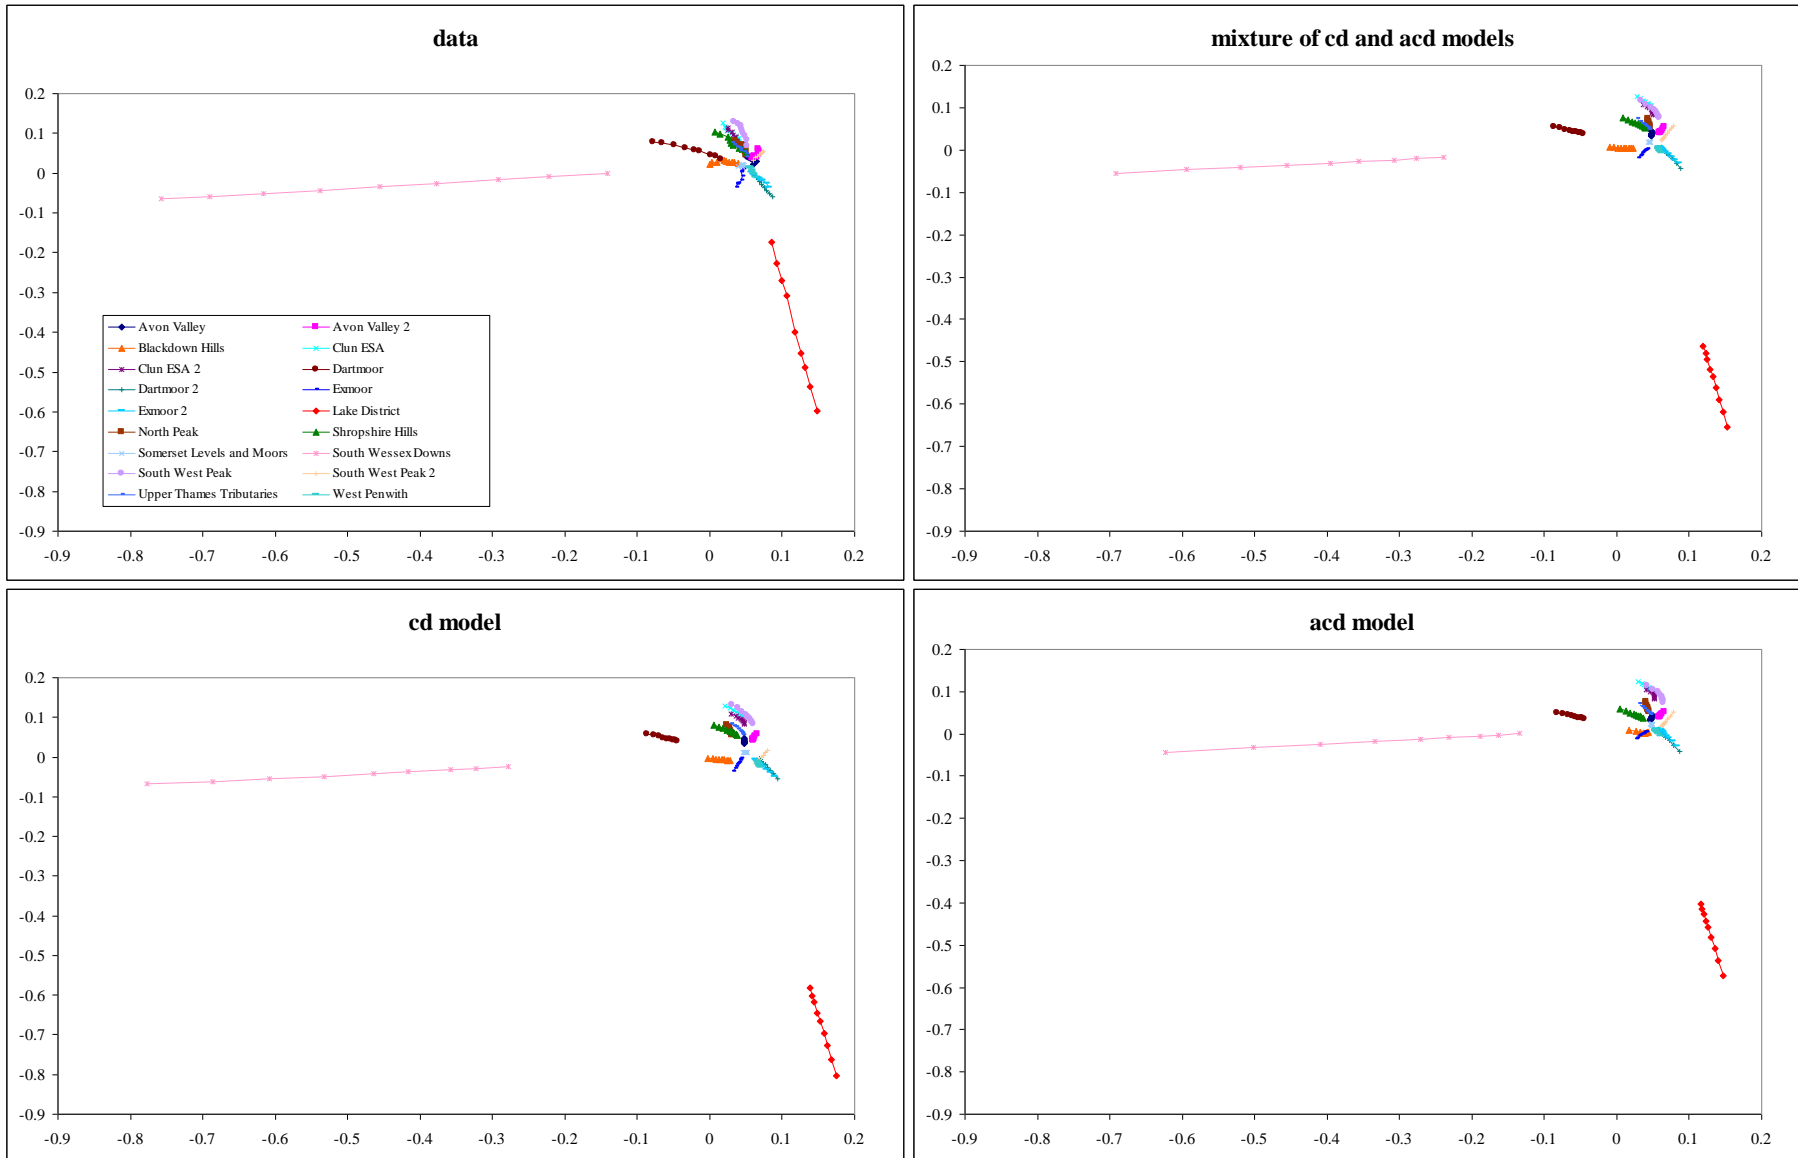 data
0.2
0.1
0
-0.1
-0.2
-0.3
-0.4
-0.5
-0.6
-0.7
-0.8
-0.9
-0.9 -0.8 -0.7 -0.6 -0.5 -0.4 -0.3 -0.2 -0.1 0 0.1 0.2
Avon Valley Avon Valley 2
Blackdown Hills Clun ESA
Clun ESA 2 Dartmoor
Dartmoor 2 Exmoor
Exmoor 2 Lake District
North Peak Shropshire Hills
Somerset Levels and Moors South Wessex Downs
South West Peak South West Peak 2
Upper Thames Tributaries West Penwith
mixture of cd and acd models
0.2
0.1
0
-0.1
-0.2
-0.3
-0.4
-0.5
-0.6
-0.7
-0.8
-0.9
-0.9 -0.8 -0.7 -0.6 -0.5 -0.4 -0.3 -0.2 -0.1 0 0.1 0.2
cd model
0.2
0.1
0
-0.1
-0.2
-0.3
-0.4
-0.5
-0.6
-0.7
-0.8
-0.9
-0.9 -0.8 -0.7 -0.6 -0.5 -0.4 -0.3 -0.2 -0.1 0 0.1 0.2
acd model
0.2
0.1
0
-0.1
-0.2
-0.3
-0.4
-0.5
-0.6
-0.7
-0.8
-0.9
-0.9 -0.8 -0.7 -0.6 -0.5 -0.4 -0.3 -0.2 -0.1 0 0.1 0.2